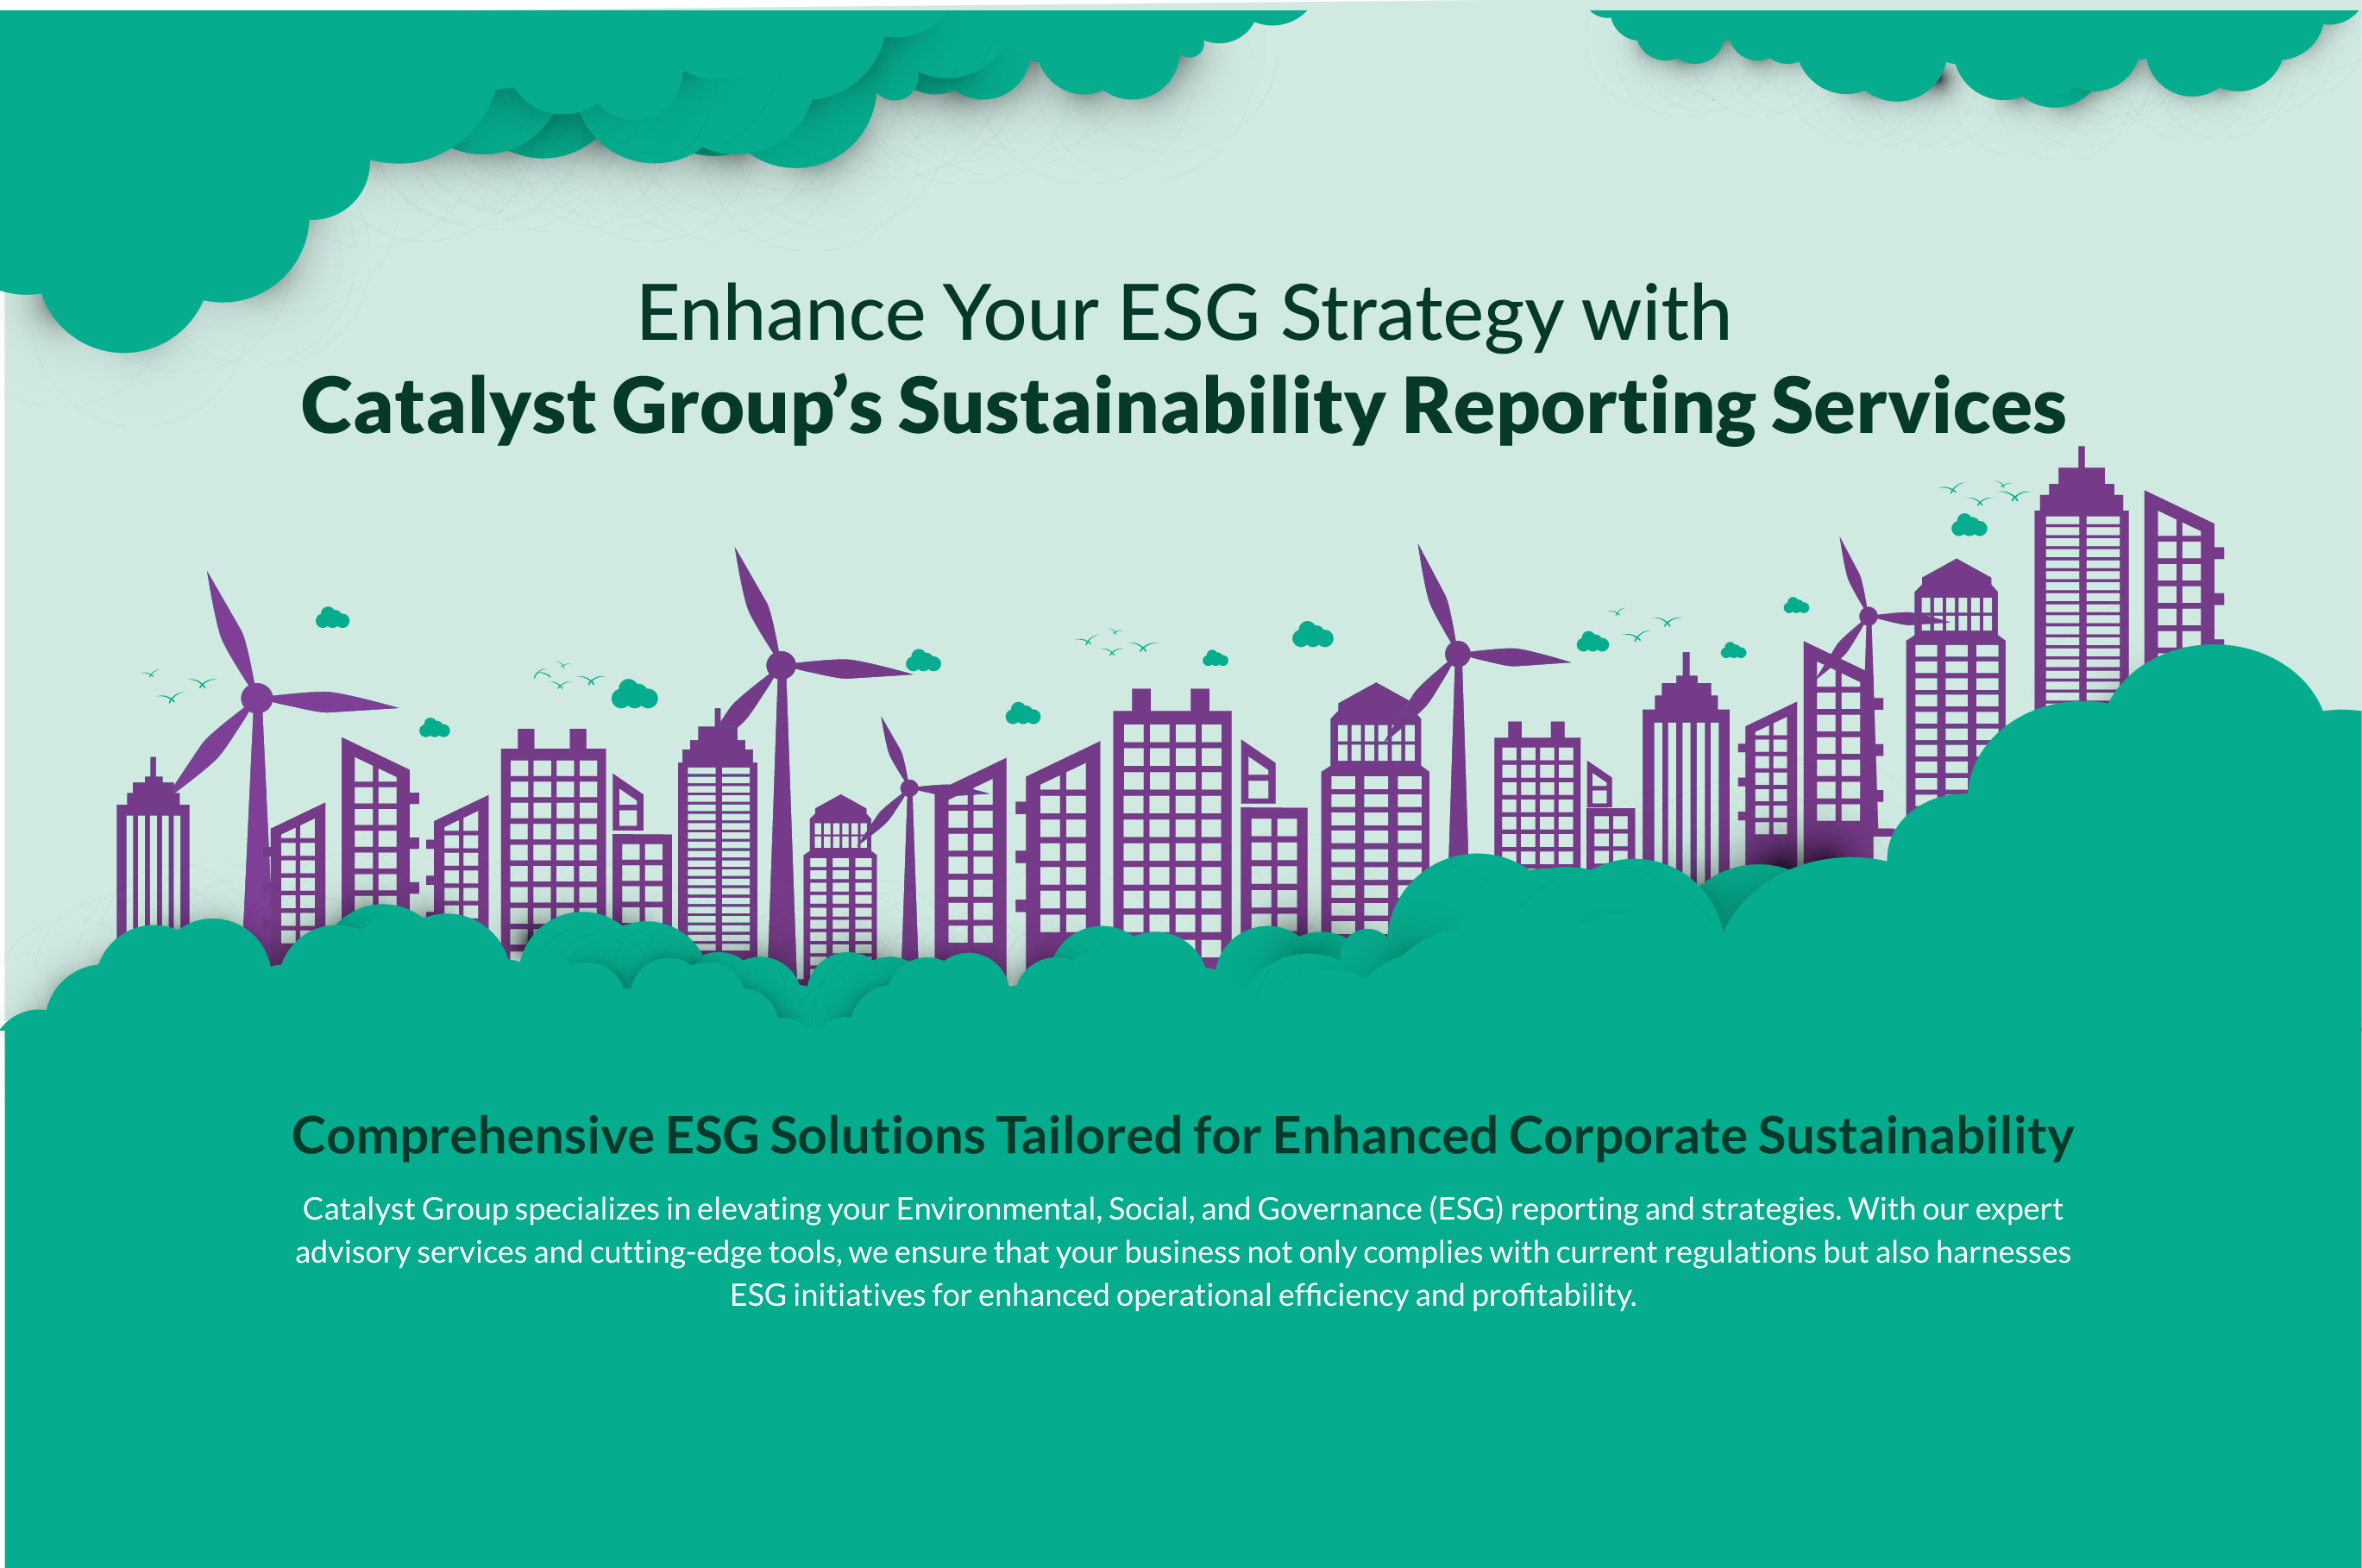 Enhance Your ESG Strategy with
Catalyst Group’s Sustainability Reporting Services
Comprehensive ESG Solutions Tailored for Enhanced Corporate Sustainability
Catalyst Group specializes in elevating your Environmental, Social, and Governance (ESG) reporting and strategies. With our expert
advisory services and cutting-edge tools, we ensure that your business not only complies with current regulations but also harnesses
ESG initiatives for enhanced operational efficiency and profitability.